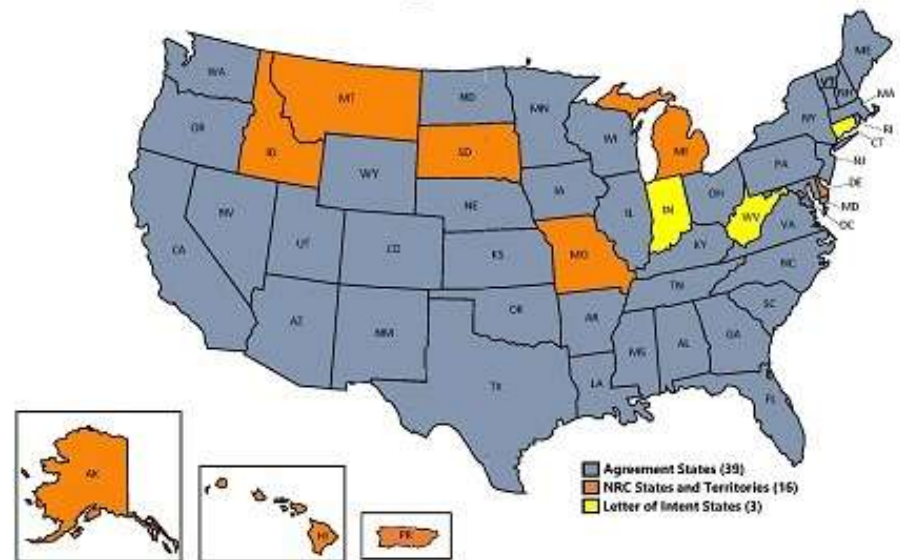 WA
MT
ND
MN
ME
VT
NH
MA
OR
ID
SD
WI
NY
RI
CT
MI
WY
PA
NJ
IA
NE
DE
NV
IL
IN
OH
WV
MD
DC
VA
UT
CO
CA
KS
MO
KY
NC
TN
AZ
NM
OK
AR
SC
MS
AL
GA
TX
LA
FL
AK
HI
PR
Agreement States (39)
NRC States and Territories (16)
Letter of Intent States (3)